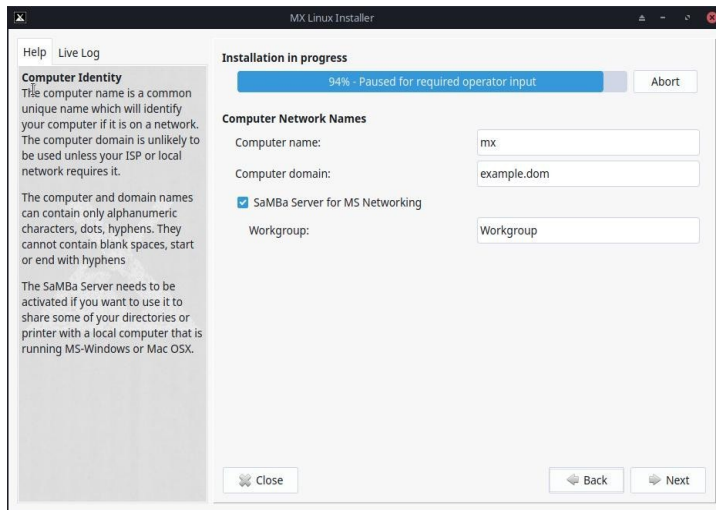 MX Linux Installer
Help Live Log
Computer Identity
The computer name is a common
unique name which will identify
your computer if it is on a network.
The computer domain is unlikely to
be used unless your ISP or local
network requires it.
The computer and domain names
can contain only alphanumeric
characters, dots, hyphens. They
cannot contain blank spaces, start
or end with hyphens
The SaMBa Server needs to be
activated if you want to use it to
share some of your directories or
printer with a local computer that is
running MS-Windows or Mac OSX.
Installation in progress
94% - Paused for required operator input Abort
Computer Network Names
Computer name: mx
Computer domain: example.dom
SaMBa Server for MS Networking
Workgroup: Workgroup
Close Back Next